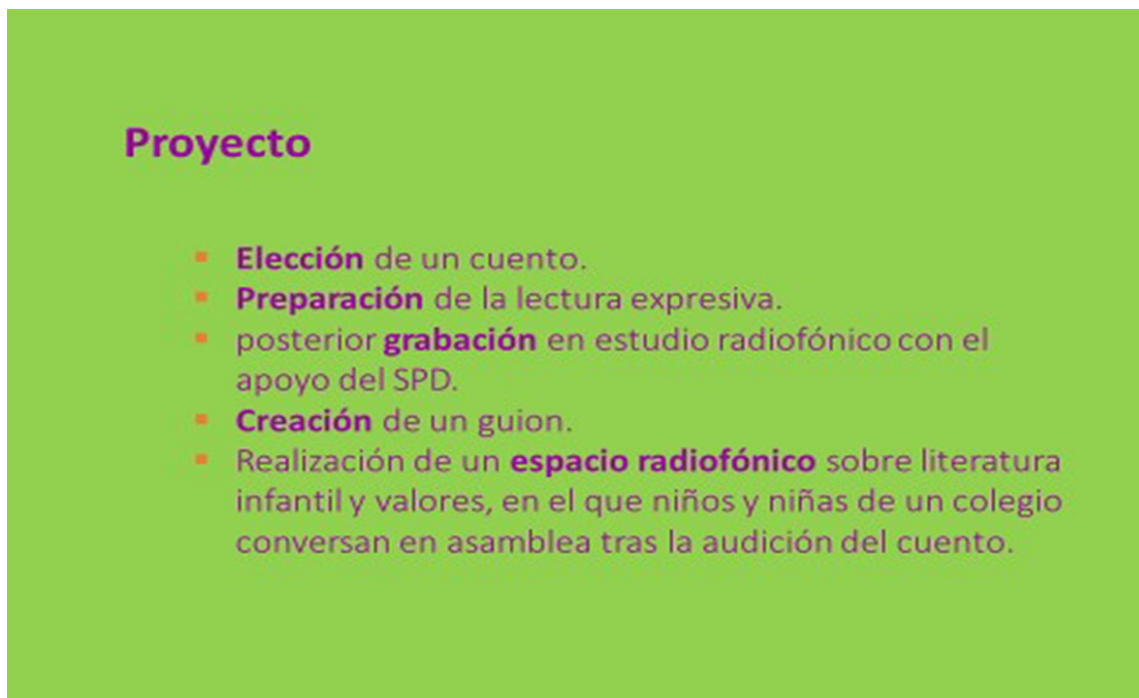 Proyecto
▪ Elección de un cuento.
▪ Preparación de la lectura expresiva.
▪ posterior grabación en estudio radiofónico con el
apoyo del SPD.
▪ Creación de un guion.
▪ Realización de un espacio radiofónico sobre literatura
infantil y valores, en el que niños y niñas de un colegio
conversan en asamblea tras la audición del cuento.